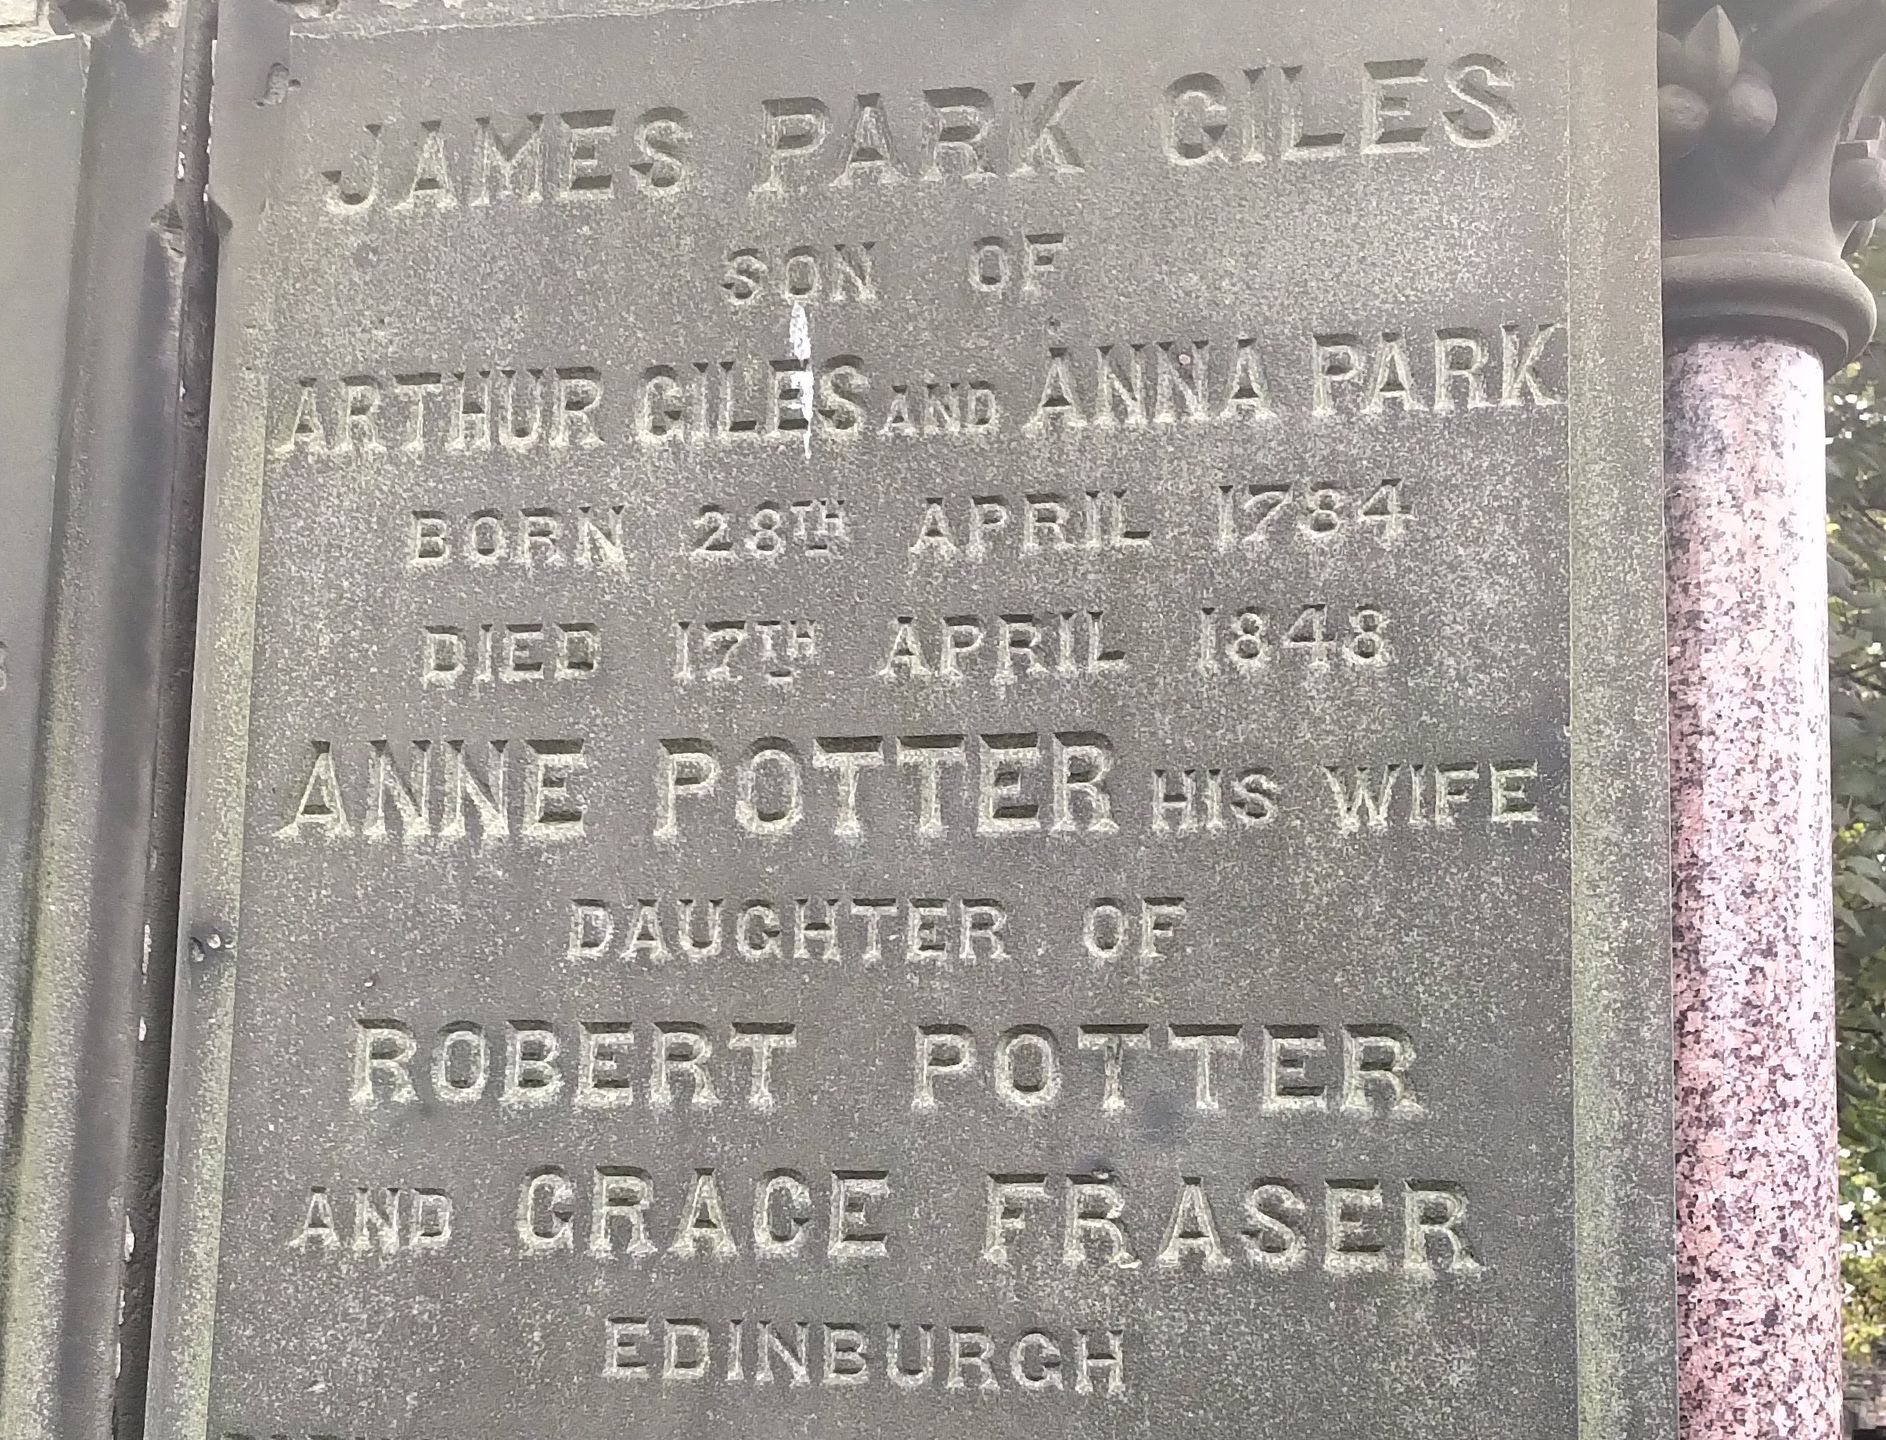 JAMES PARK GILES
SON OF
ARTHUR GILES AND ANNA PARK
BORN 28TH APRIL 1784
DIED 17TH APRIL 1848
ANNE POTTER HIS WIFE
DAUGHTER OF
ROBERT POTTER
AND GRACE FRASER
EDINBURGH